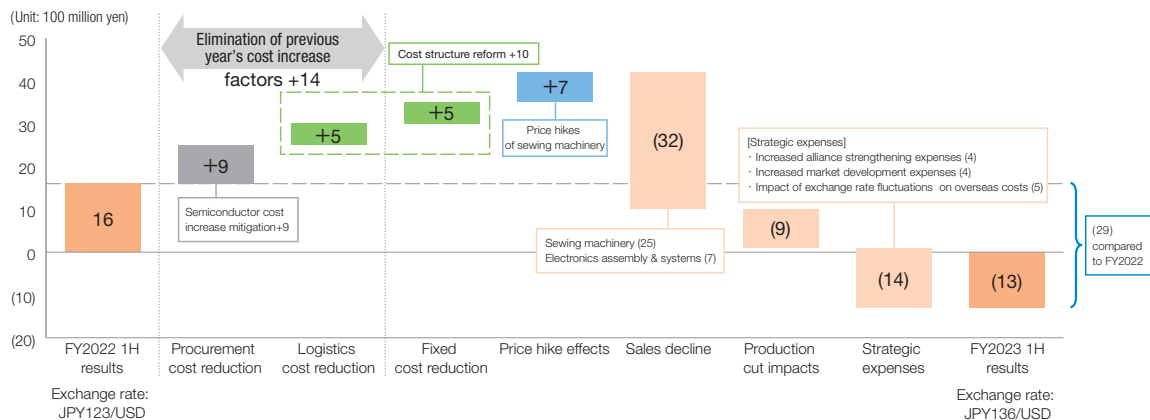 (Unit: 100 million yen)
50
40
30
20
10
0
(10)
(20)
Elimination of previous
year's cost increase
factors +14
Cost structure reform +10
16
+9
Semiconductor cost
increase mitigation+9
+5
+5
+7
Price hikes
of sewing machinery
(32)
Sewing machinery (25)
Electronics assembly & systems (7)
[Strategic expenses]
· Increased alliance strengthening expenses (4)
· Increased market development expenses (4)
· Impact of exchange rate fluctuations on overseas costs (5)
(9)
(14)
(13)
(29)
compared
to FY2022
FY2022 1H
results
Exchange rate:
JPY123/USD
Procurement
cost reduction
Logistics
cost reduction
Fixed
cost reduction
Price hike effects
Sales decline
Production
cut impacts
Strategic
expenses
FY2023 1H
results
Exchange rate:
JPY136/USD